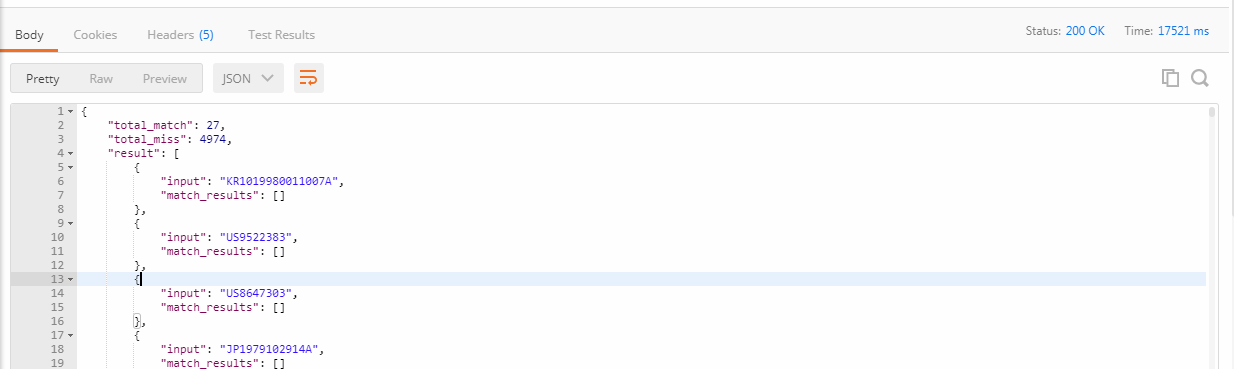 Body Cookies Headers (5) Test Results Status: 200 OK Time: 17521 ms
Pretty Raw Preview JSON
1 {
2 "total_match": 27,
3 "total_miss": 4974,
4 "result": [
5 {
6 "input": "KR1019980011007A",
7 "match_results": []
8 },
9 {
10 "input": "US9522383",
11 "match_results": []
12 },
13 {
14 "input": "US8647303",
15 "match_results": []
16 },
17 {
18 "input": "JP1979102914A",
19 "match_results": []